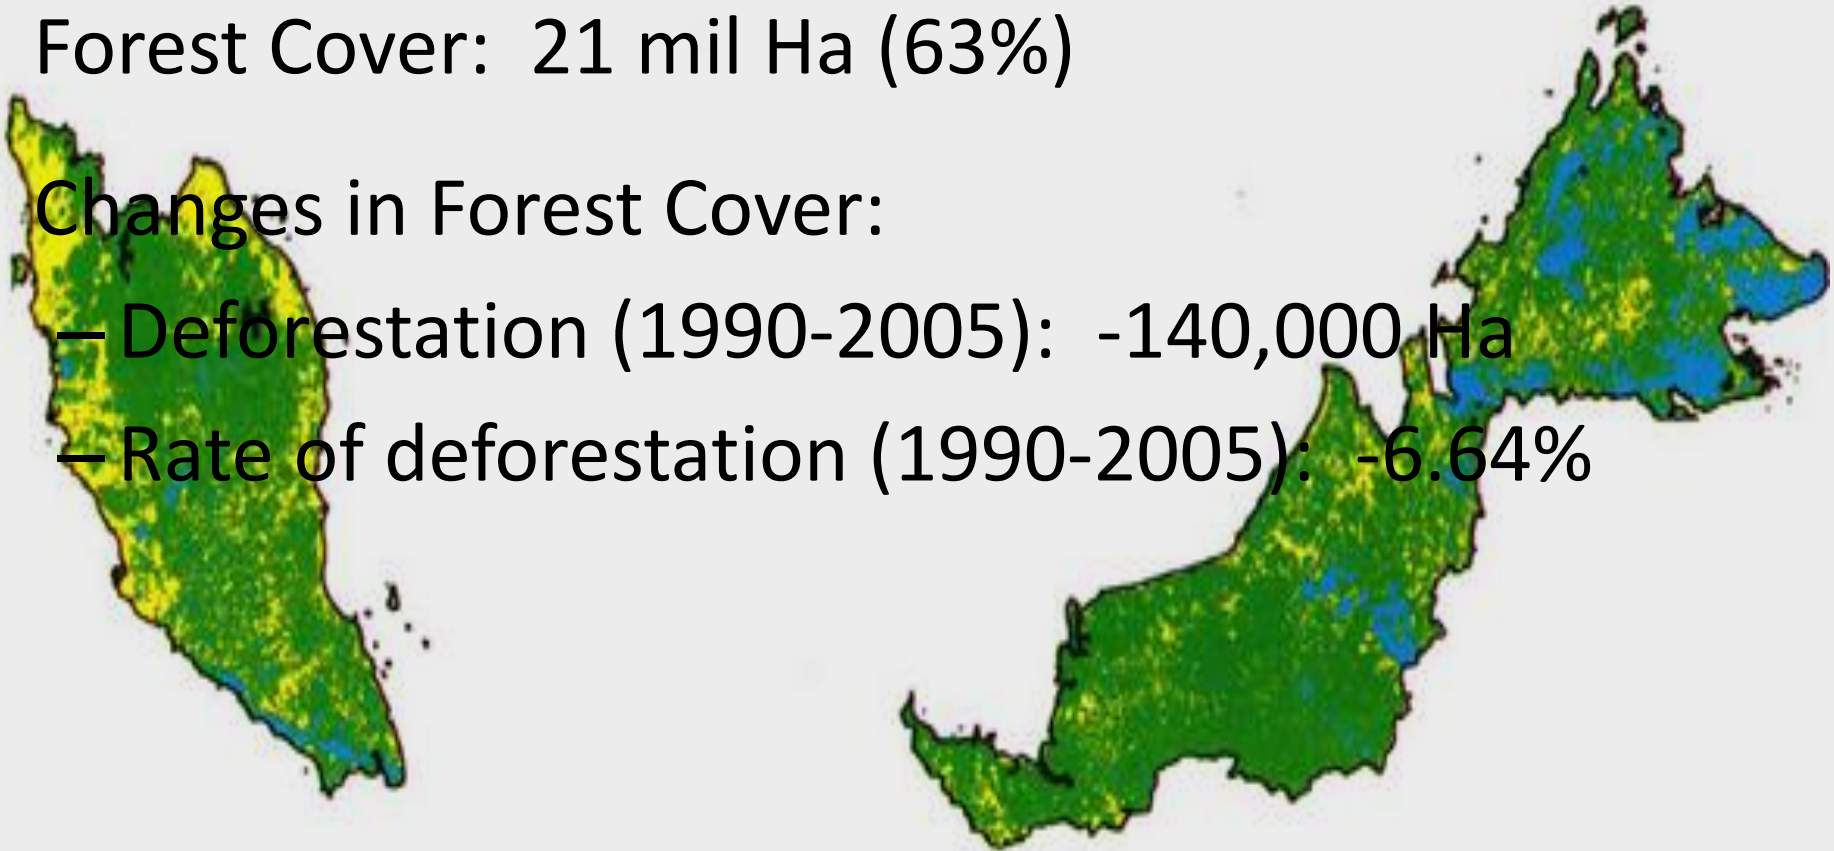 Forest Cover:  21 mil Ha (63%)
Changes in Forest Cover:
–Deforestation (1990-2005):  -140,000 Ha
–Rate of deforestation (1990-2005):  -6.64%